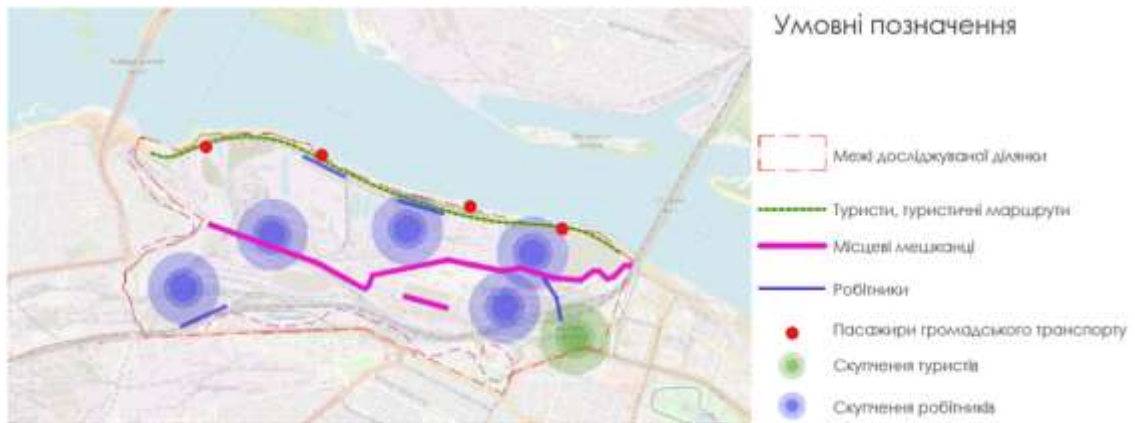 Умовні позначення
Межі досліджуваної ділянки
Туристи, туристичні маршрути
Місцеві мешканці
Робітники
Пасажири громадського транспорту
Скупчення туристів
Скупчення робітників